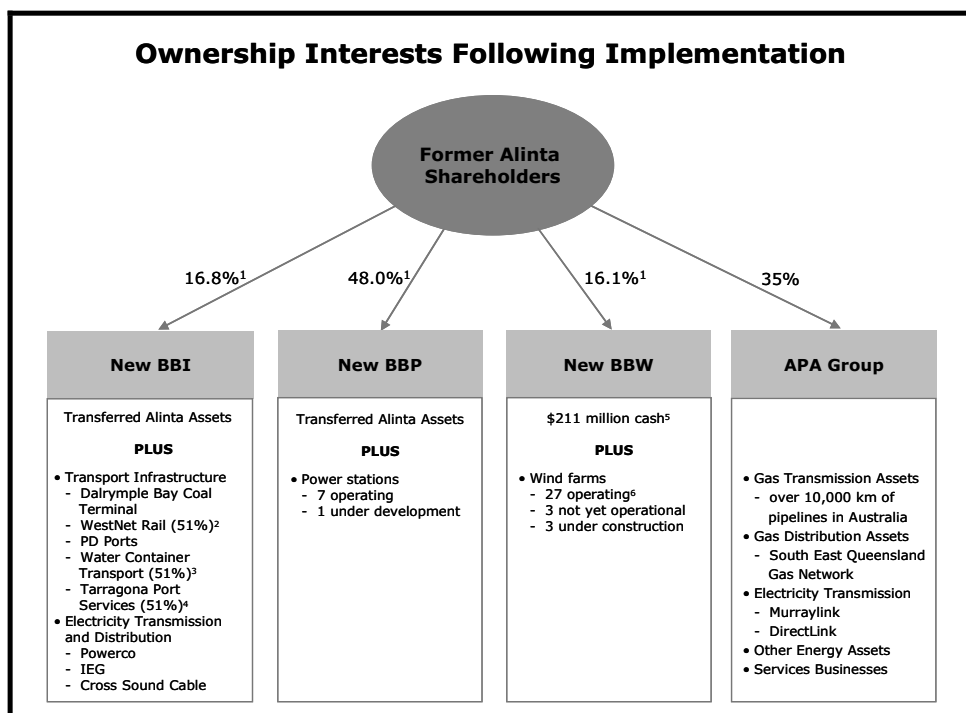 Ownership Interests Following Implementation
Former Alinta
Shareholders
16.8%¹
48.0%¹
16.1%¹
35%
New BBI
Transferred Alinta Assets
PLUS
• Transport Infrastructure
- Dalrymple Bay Coal
Terminal
- WestNet Rail (51%)²
- PD Ports
- Water Container
Transport (51%)³
- Tarragona Port
Services (51%)⁴
• Electricity Transmission
and Distribution
- Powerco
- IEG
- Cross Sound Cable
New BBP
Transferred Alinta Assets
PLUS
• Power stations
- 7 operating
- 1 under development
New BBW
$211 million cash⁵
PLUS
• Wind farms
- 27 operating⁶
- 3 not yet operational
- 3 under construction
APA Group
• Gas Transmission Assets
- over 10,000 km of
pipelines in Australia
• Gas Distribution Assets
- South East Queensland
Gas Network
• Electricity Transmission
- Murraylink
- DirectLink
• Other Energy Assets
• Services Businesses